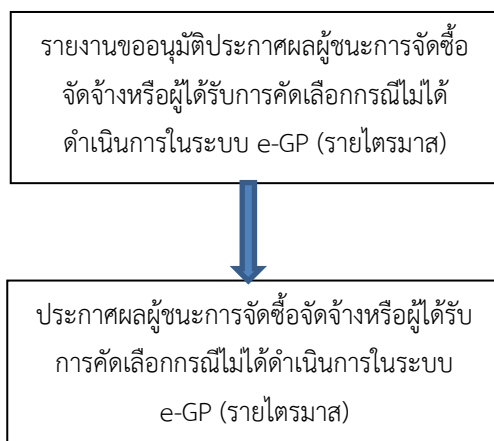 รายงานขออนุมัติประกาศผลผู้ชนะการจัดซื้อ
จัดจ้างหรือผู้ได้รับการคัดเลือกกรณีไม่ได้
ดำเนินการในระบบ e-GP (รายไตรมาส)
ประกาศผลผู้ชนะการจัดซื้อจัดจ้างหรือผู้ได้รับ
การคัดเลือกกรณีไม่ได้ดำเนินการในระบบ
e-GP (รายไตรมาส)